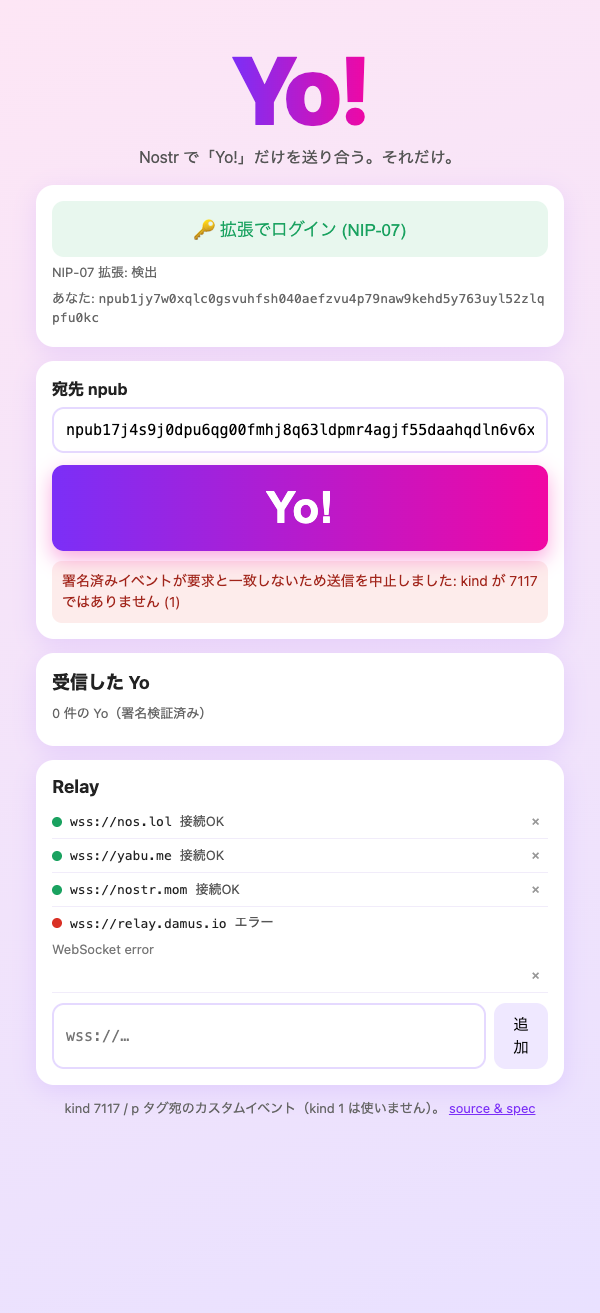 Yo!
Nostr で「Yo!」だけを送り合う。それだけ。
🔑 拡張でログイン (NIP-07)
NIP-07 拡張: 検出
あなた: npub1jy7w0xqlc0gsvuhfsh040aefzvu4p79naw9kehd5y763uyl52zlq
pfu0kc
宛先 npub
npub17j4s9j0dpu6qg00fmhj8q63ldpmr4agjf55daahqdln6v6x
Yo!
署名済みイベントが要求と一致しないため送信を中止しました: kind が 7117
ではありません (1)
受信した Yo
0 件の Yo（署名検証済み）
Relay
wss://nos.lol 接続OK ×
wss://yabu.me 接続OK ×
wss://nostr.mom 接続OK ×
wss://relay.damus.io エラー
WebSocket error
×
wss://…
追
加
kind 7117 / p タグ宛のカスタムイベント（kind 1 は使いません）。 source & spec